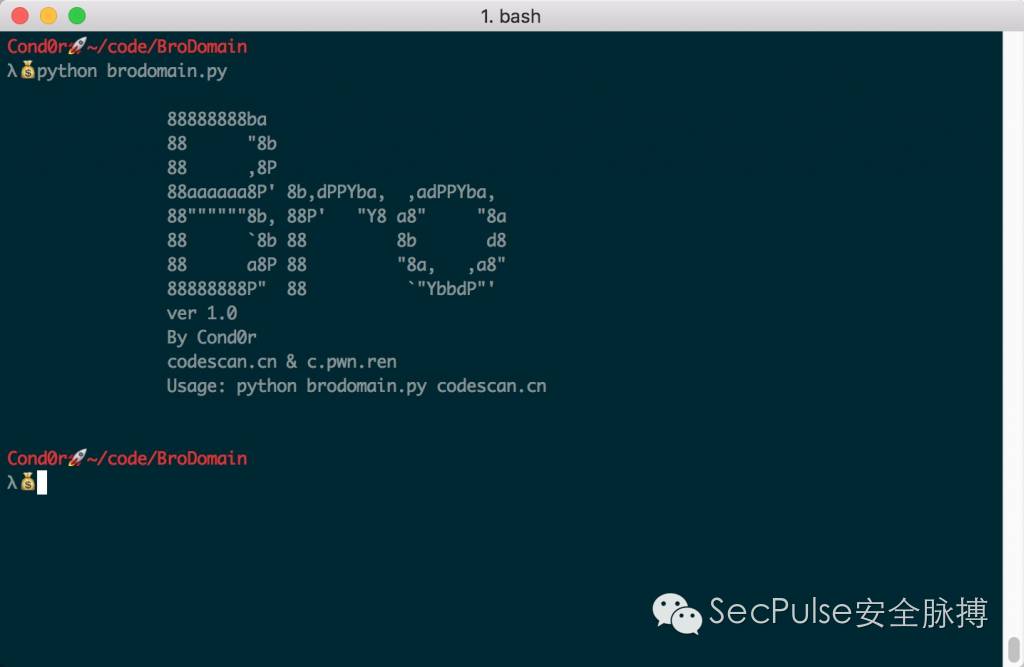 1. bash
Cond0r🚀~/code/BroDomain
λ💰python brodomain.py
88888888ba
88      "8b
88      ,8P
88aaaaaa8P' 8b,dPPYba,  ,adPPYba,
88""""""8b, 88P'   "Y8 a8"     "8a
88      `8b 88         8b       d8
88      a8P 88         "8a,   ,a8"
88888888P"  88          `"YbbdP"'
ver 1.0
By Cond0r
codescan.cn & c.pwn.ren
Usage: python brodomain.py codescan.cn
Cond0r🚀~/code/BroDomain
λ💰
SecPulse安全脉搏